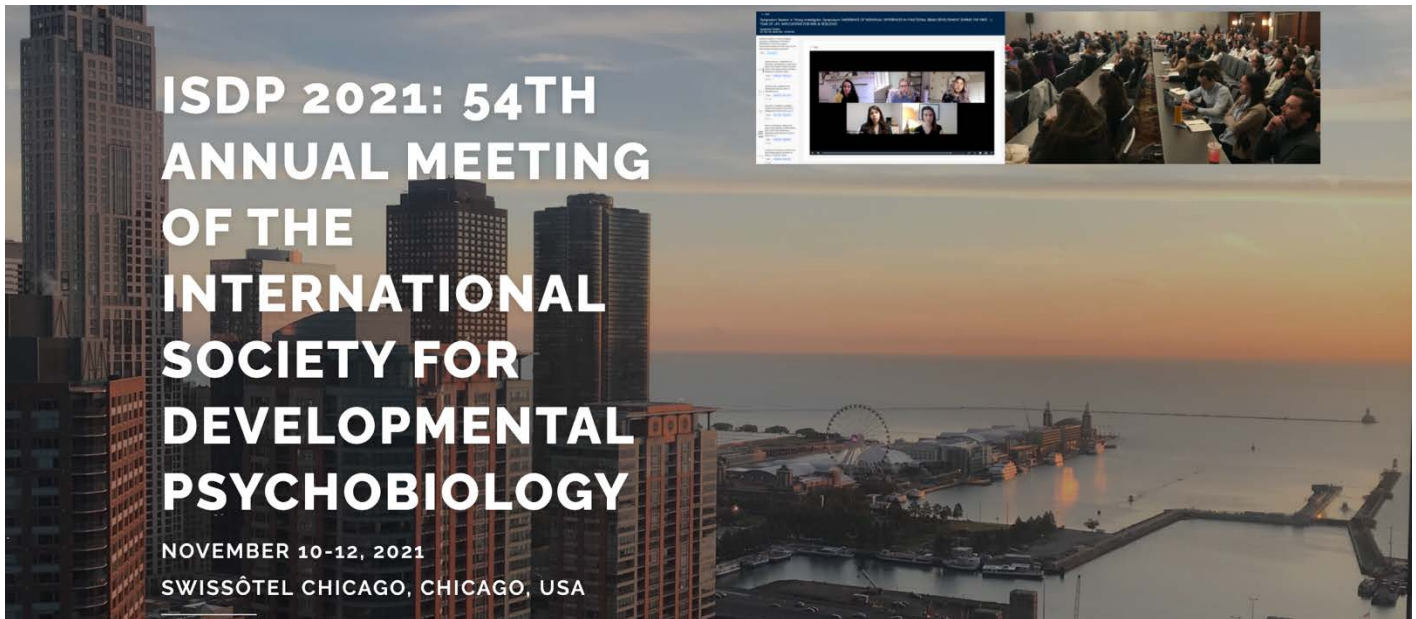 ISDP 2021: 54TH
ANNUAL MEETING
OF THE
INTERNATIONAL
SOCIETY FOR
DEVELOPMENTAL
PSYCHOBIOLOGY
NOVEMBER 10-12, 2021
SWISSÔTEL CHICAGO, CHICAGO, USA